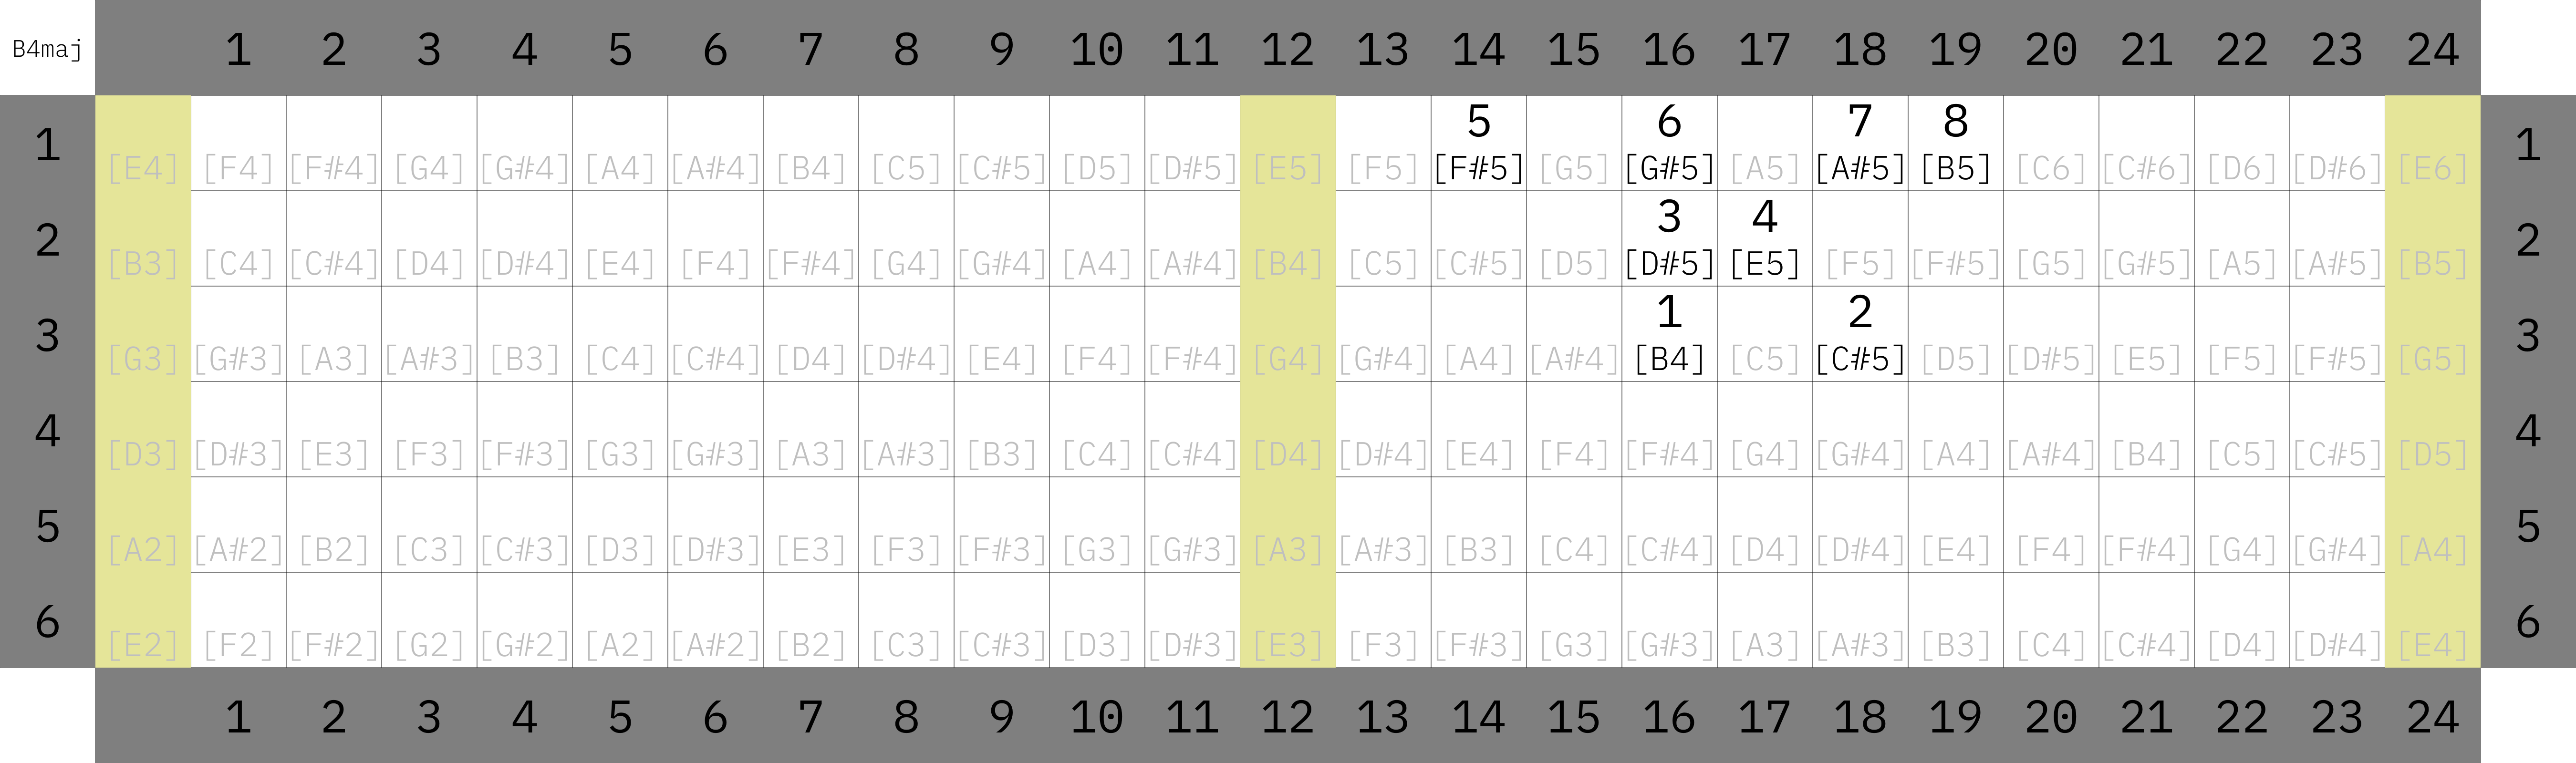 B4maj 1 2 3 4 5 6 7 8 9 10 11 12 13 14 15 16 17 18 19 20 21 22 23 24
5 6 7 8
1 [E4] [F4] [F#4] [G4] [G#4] [A4] [A#4] [B4] [C5] [C#5] [D5] [D#5] [E5] [F5] [F#5] [G5] [G#5] [A5] [A#5] [B5] [C6] [C#6] [D6] [D#6] [E6] 1
3 4
2 [B3] [C4] [C#4] [D4] [D#4] [E4] [F4] [F#4] [G4] [G#4] [A4] [A#4] [B4] [C5] [C#5] [D5] [D#5] [E5] [F5] [F#5] [G5] [G#5] [A5] [A#5] [B5] 2
1 2
3 [G3] [G#3] [A3] [A#3] [B3] [C4] [C#4] [D4] [D#4] [E4] [F4] [F#4] [G4] [G#4] [A4] [A#4] [B4] [C5] [C#5] [D5] [D#5] [E5] [F5] [F#5] [G5] 3
4 [D3] [D#3] [E3] [F3] [F#3] [G3] [G#3] [A3] [A#3] [B3] [C4] [C#4] [D4] [D#4] [E4] [F4] [F#4] [G4] [G#4] [A4] [A#4] [B4] [C5] [C#5] [D5] 4
5 [A2] [A#2] [B2] [C3] [C#3] [D3] [D#3] [E3] [F3] [F#3] [G3] [G#3] [A3] [A#3] [B3] [C4] [C#4] [D4] [D#4] [E4] [F4] [F#4] [G4] [G#4] [A4] 5
6 [E2] [F2] [F#2] [G2] [G#2] [A2] [A#2] [B2] [C3] [C#3] [D3] [D#3] [E3] [F3] [F#3] [G3] [G#3] [A3] [A#3] [B3] [C4] [C#4] [D4] [D#4] [E4] 6
1 2 3 4 5 6 7 8 9 10 11 12 13 14 15 16 17 18 19 20 21 22 23 24